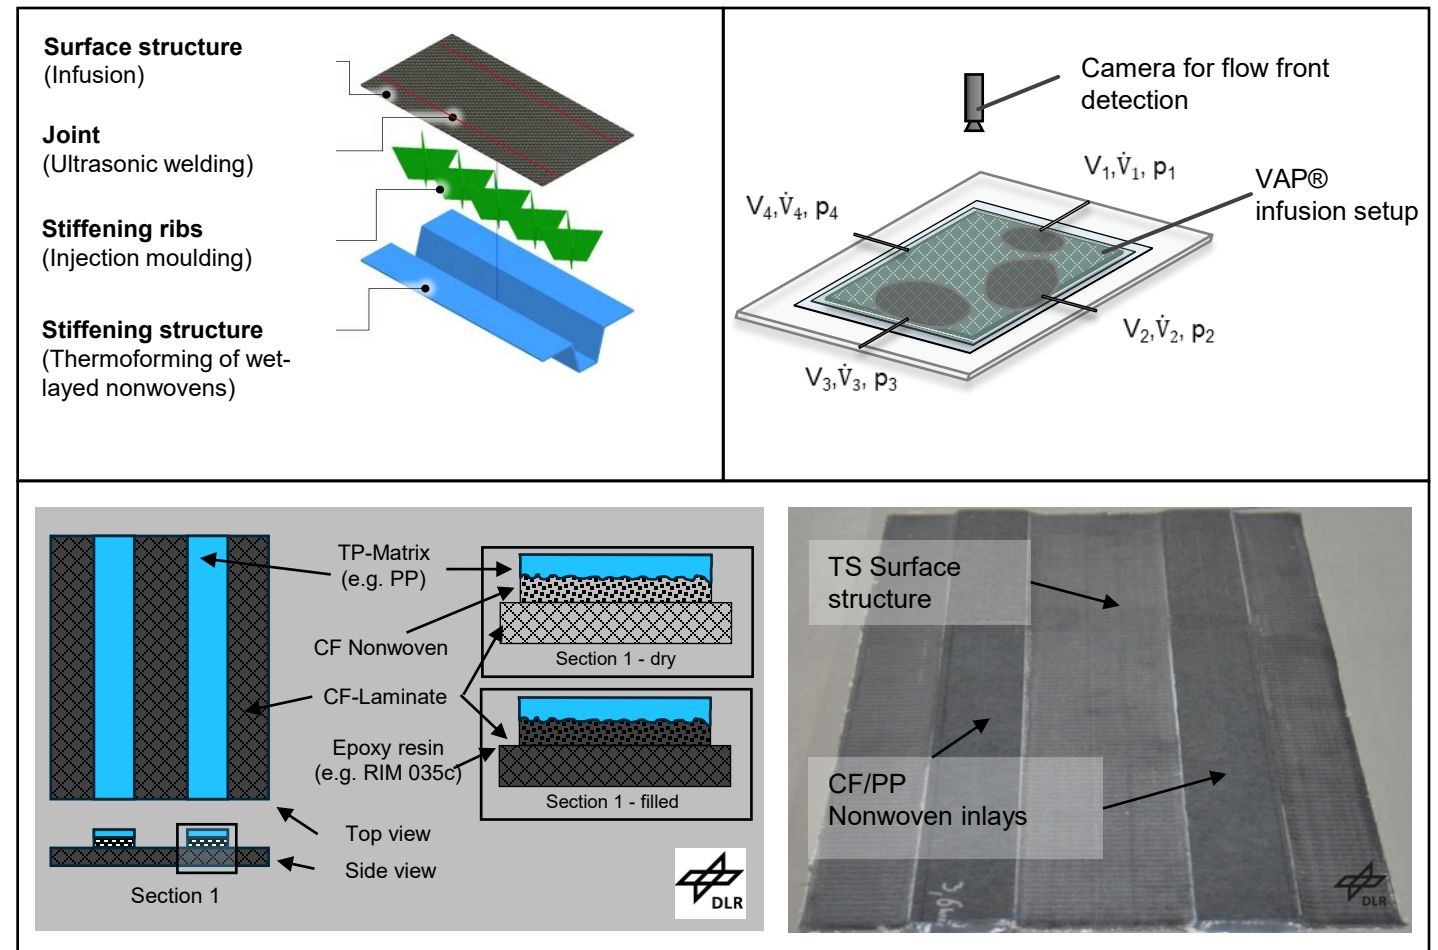 Surface structure
(Infusion)
Joint
(Ultrasonic welding)
Stiffening ribs
(Injection moulding)
Stiffening structure
(Thermoforming of wet-
layed nonwovens)
Camera for flow front
detection
V₁,V̇₁, p₁
VAP®
infusion setup
V₄,V̇₄, p₄
V₂,V̇₂, p₂
V₃,V̇₃, p₃
TP-Matrix
(e.g. PP)
CF Nonwoven
CF-Laminate
Epoxy resin
(e.g. RIM 035c)
Top view
Side view
Section 1
Section 1 - dry
Section 1 - filled
DLR
TS Surface
structure
CF/PP
Nonwoven inlays
DLR